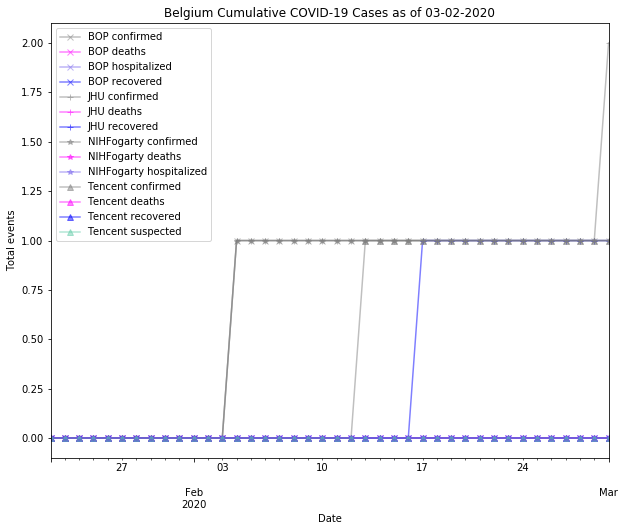 Belgium Cumulative COVID-19 Cases as of 03-02-2020
BOP confirmed
BOP deaths
BOP hospitalized
BOP recovered
JHU confirmed
JHU deaths
JHU recovered
NIHFogarty confirmed
NIHFogarty deaths
NIHFogarty hospitalized
Tencent confirmed
Tencent deaths
Tencent recovered
Tencent suspected
Total events
2.00
1.75
1.50
1.25
1.00
0.75
0.50
0.25
0.00
27 03 10 17 24
Feb Mar
2020
Date